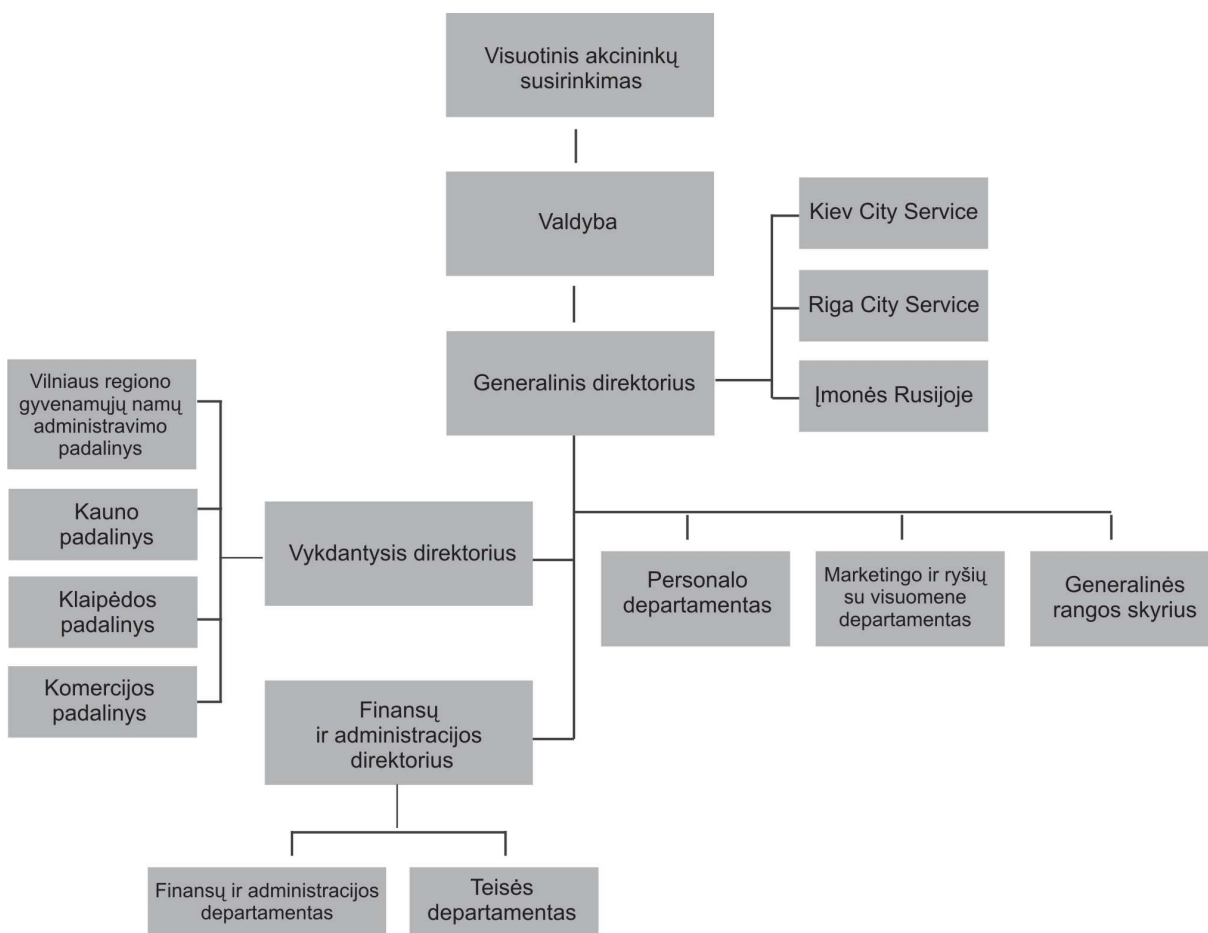 Visuotinis akcininkų
susirinkimas
Valdyba
Kiev City Service
Riga City Service
Įmonės Rusijoje
Generalinis direktorius
Vilniaus regiono
gyvenamųjų namų
administravimo
padalinys
Kauno
padalinys
Klaipėdos
padalinys
Komercijos
padalinys
Vykdantysis direktorius
Personalo
departamentas
Marketingo ir ryšių
su visuomene
departamentas
Generalinės
rangos skyrius
Finansų
ir administracijos
direktorius
Finansų ir administracijos
departamentas
Teisės
departamentas